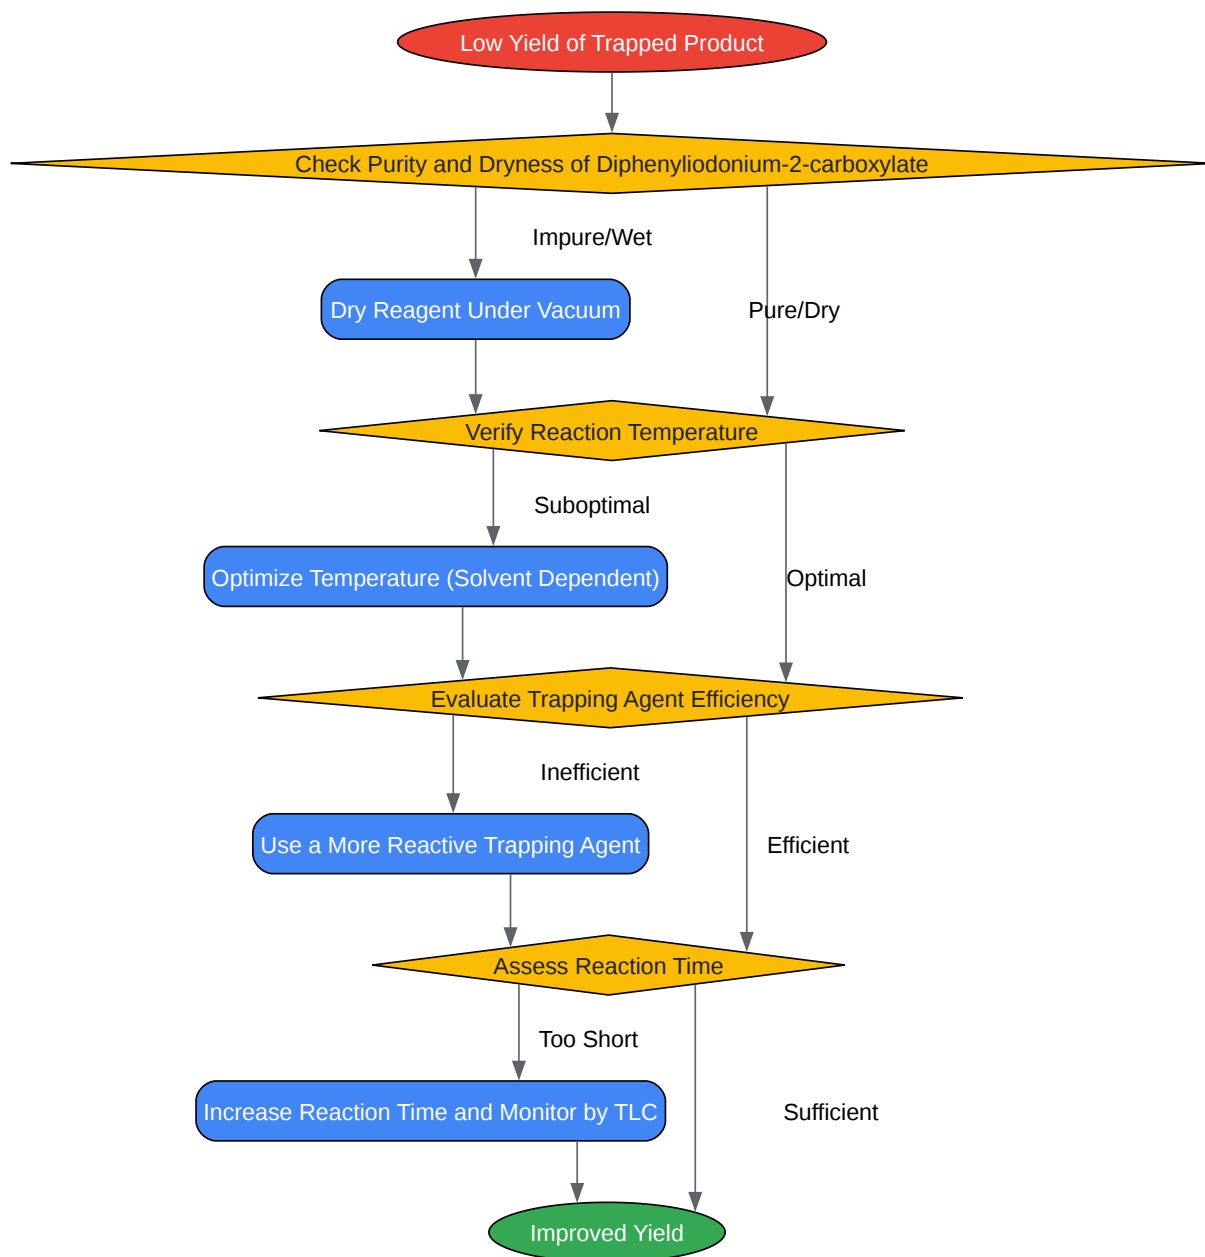 Low Yield of Trapped Product
Check Purity and Dryness of Diphenyliodonium-2-carboxylate
Impure/Wet
Dry Reagent Under Vacuum
Pure/Dry
Verify Reaction Temperature
Suboptimal
Optimize Temperature (Solvent Dependent)
Optimal
Evaluate Trapping Agent Efficiency
Inefficient
Use a More Reactive Trapping Agent
Efficient
Assess Reaction Time
Too Short
Increase Reaction Time and Monitor by TLC
Sufficient
Improved Yield